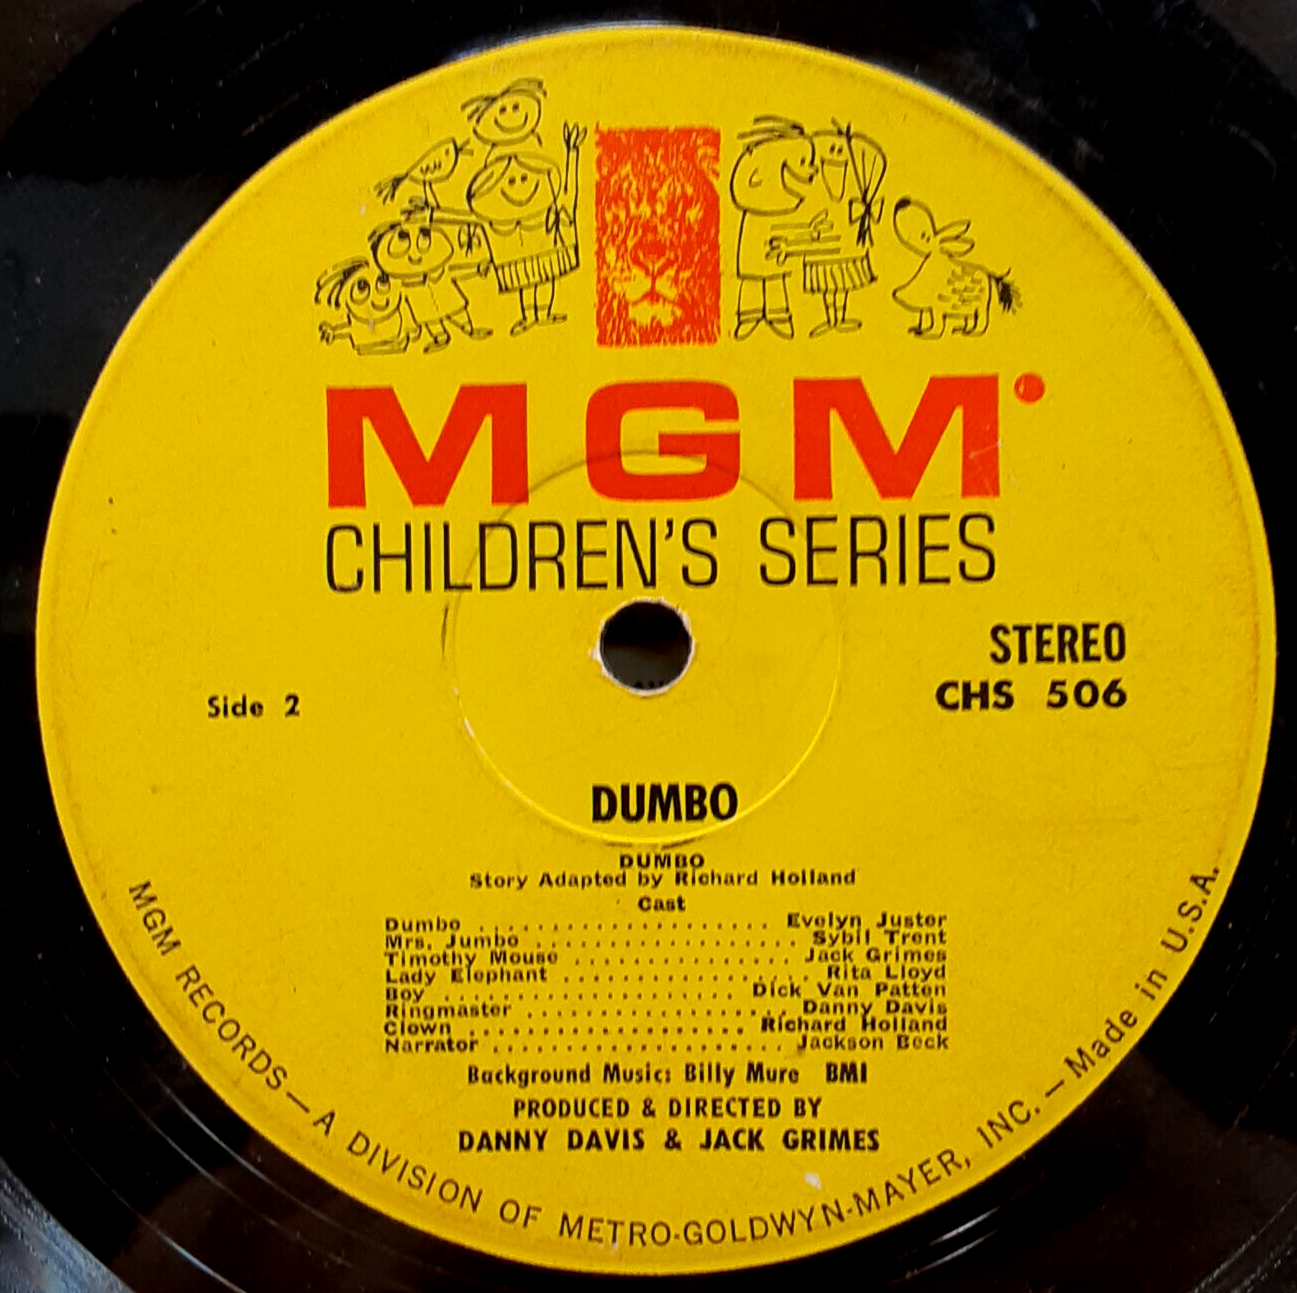 MGM
CHILDREN'S SERIES
STEREO
CHS 506
Side 2
DUMBO
DUMBO
Story Adapted by Richard Holland
Cast
Dumbo . . . . . . . . . . . . . . . . . . . Evelyn Juster
Mrs. Jumbo . . . . . . . . . . . . . . . . . Sybil Trent
Timothy Mouse . . . . . . . . . . . . . . Jack Grimes
Lady Elephant . . . . . . . . . . . . . . . . Rita Lloyd
Boy . . . . . . . . . . . . . . . . . . . Dick Van Patten
Ringmaster . . . . . . . . . . . . . . . . . Danny Davis
Clown . . . . . . . . . . . . . . . . . . Richard Holland
Narrator . . . . . . . . . . . . . . . . . . . Jackson Beck
Background Music: Billy Mure BMI
PRODUCED & DIRECTED BY
DANNY DAVIS & JACK GRIMES
MGM RECORDS — A DIVISION OF METRO-GOLDWYN-MAYER, INC. — Made in U.S.A.